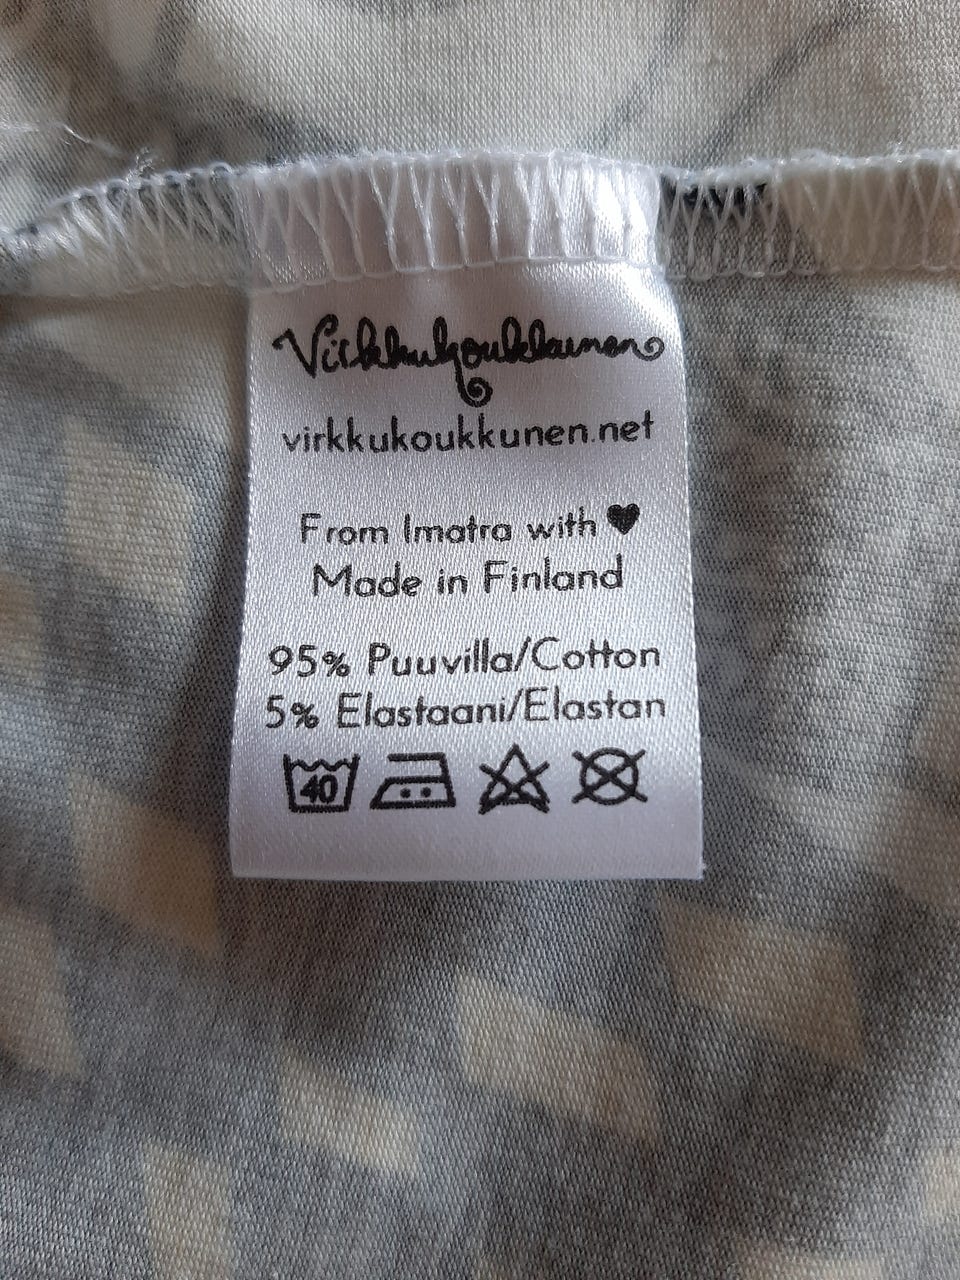 Virkkukoukkunen
virkkukoukkunen.net
From Imatra with ♥
Made in Finland
95% Puuvilla/Cotton
5% Elastaani/Elastan
40